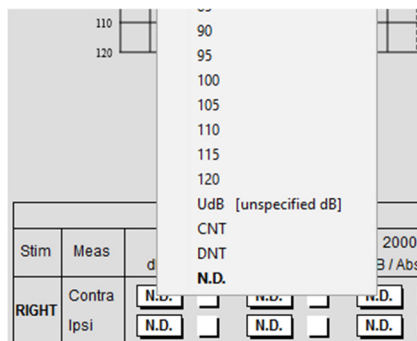 110
120
90
95
100
105
110
115
120
UdB [unspecified dB]
CNT
DNT
N.D.
Stim Meas 2000
RIGHT Contra N.D. N.D. N.D.
Ipsi N.D. N.D. N.D.